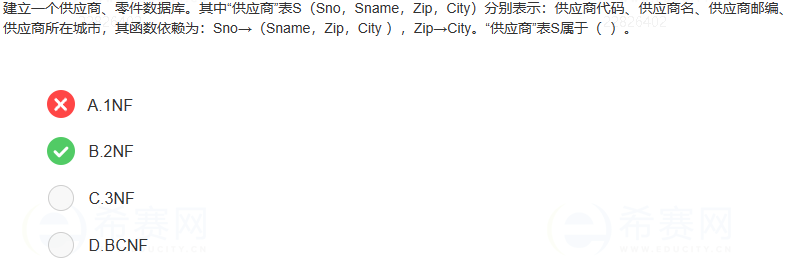 建立一个供应商、零件数据库。其中“供应商”表S（Sno，Sname，Zip，City）分别表示：供应商代码、供应商名、供应商邮编、
供应商所在城市，其函数依赖为：Sno→（Sname，Zip，City ），Zip→City。“供应商”表S属于（ ）。
A.1NF
B.2NF
C.3NF
D.BCNF
希赛网
希赛网